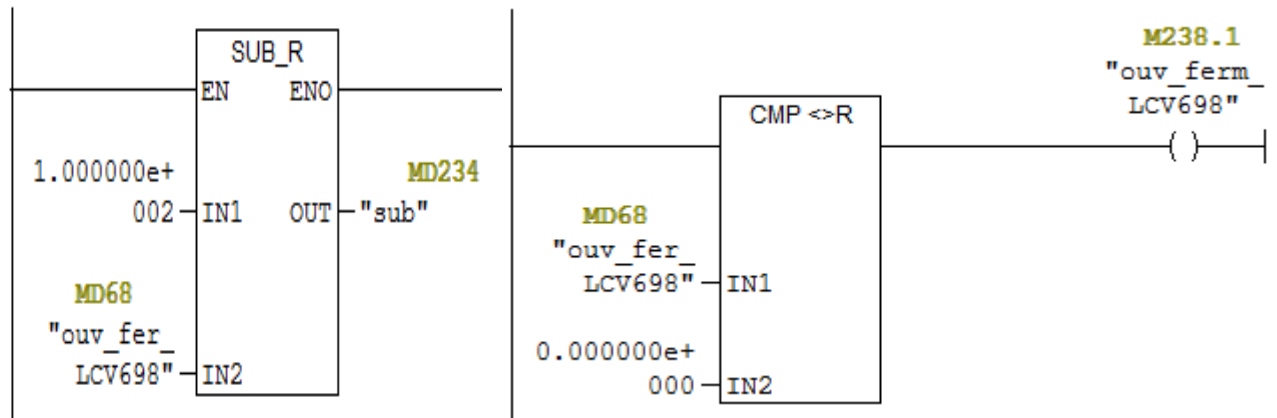 SUB_R
EN ENO
1.000000e+
002 IN1 OUT "sub"
MD234
MD68
"ouv_fer_
LCV698" IN2
CMP <>R
MD68
"ouv_fer_
LCV698" IN1
0.000000e+
000 IN2
M238.1
"ouv_ferm_
LCV698"
( )